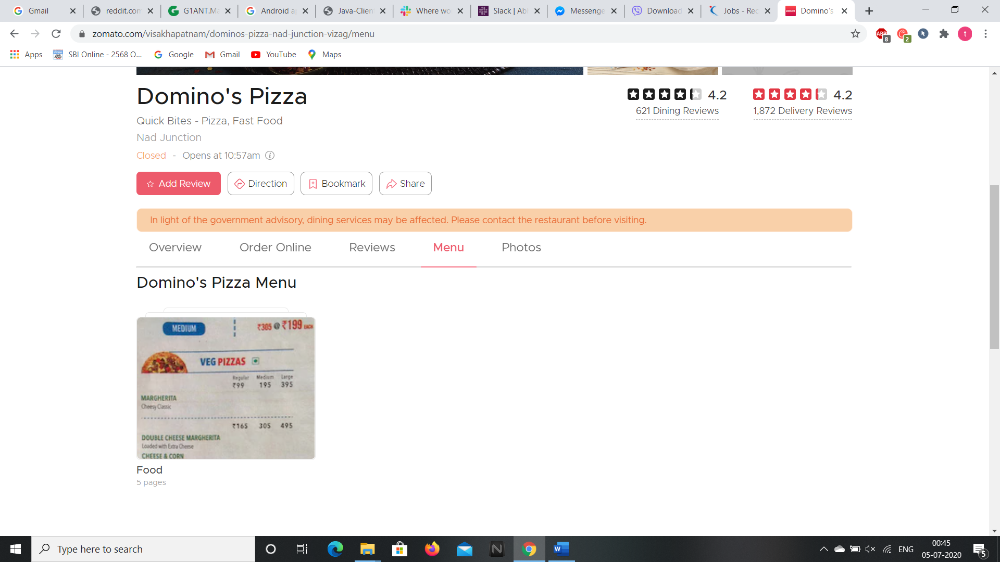 Gmail
reddit.com
G1ANT.Ma
Android a
Java-Clien
Where wo
Slack | Abl
Messenge
Download
Jobs - Rec
Domino's
zomato.com/visakhapatnam/dominos-pizza-nad-junction-vizag/menu
ABP 8 2 t
Apps SBI Online - 2568 O... Google Gmail YouTube Maps
Domino's Pizza
4.2
621 Dining Reviews
4.2
1,872 Delivery Reviews
Quick Bites - Pizza, Fast Food
Nad Junction
Closed - Opens at 10:57am
Add Review Direction Bookmark Share
In light of the government advisory, dining services may be affected. Please contact the restaurant before visiting.
Overview Order Online Reviews Menu Photos
Domino's Pizza Menu
MEDIUM ₹305 @ ₹199 EACH
VEG PIZZAS
Regular Medium Large
₹99 195 395
MARGHERITA
Cheesy Classic
₹165 305 495
DOUBLE CHEESE MARGHERITA
Loaded with Extra Cheese
CHEESE & CORN
Food
5 pages
Type here to search
ENG
00:45
05-07-2020
5